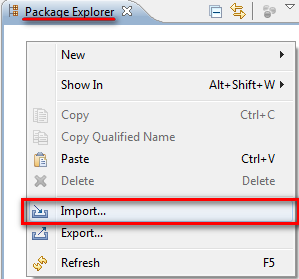 Package Explorer
New
Show In Alt+Shift+W
Copy Ctrl+C
Copy Qualified Name
Paste Ctrl+V
Delete Delete
Import...
Export...
Refresh F5